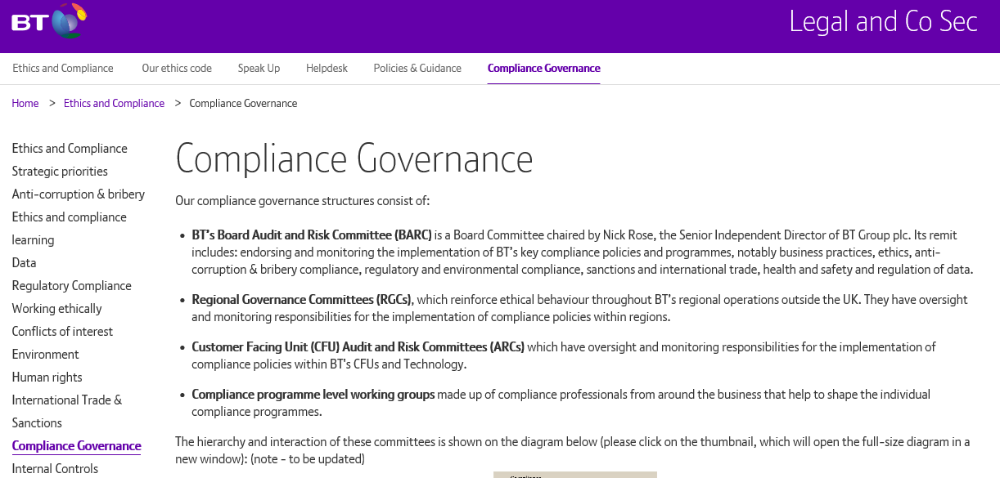 BT
Legal and Co Sec
Ethics and Compliance Our ethics code Speak Up Helpdesk Policies & Guidance Compliance Governance
Home > Ethics and Compliance > Compliance Governance
Ethics and Compliance
Strategic priorities
Anti-corruption & bribery
Ethics and compliance
learning
Data
Regulatory Compliance
Working ethically
Conflicts of interest
Environment
Human rights
International Trade &
Sanctions
Compliance Governance
Internal Controls
Compliance Governance
Our compliance governance structures consist of:
• BT's Board Audit and Risk Committee (BARC) is a Board Committee chaired by Nick Rose, the Senior Independent Director of BT Group plc. Its remit
includes: endorsing and monitoring the implementation of BT's key compliance policies and programmes, notably business practices, ethics, anti-
corruption & bribery compliance, regulatory and environmental compliance, sanctions and international trade, health and safety and regulation of data.
• Regional Governance Committees (RGCs), which reinforce ethical behaviour throughout BT's regional operations outside the UK. They have oversight
and monitoring responsibilities for the implementation of compliance policies within regions.
• Customer Facing Unit (CFU) Audit and Risk Committees (ARCs) which have oversight and monitoring responsibilities for the implementation of
compliance policies within BT's CFUs and Technology.
• Compliance programme level working groups made up of compliance professionals from around the business that help to shape the individual
compliance programmes.
The hierarchy and interaction of these committees is shown on the diagram below (please click on the thumbnail, which will open the full-size diagram in a
new window): (note - to be updated)